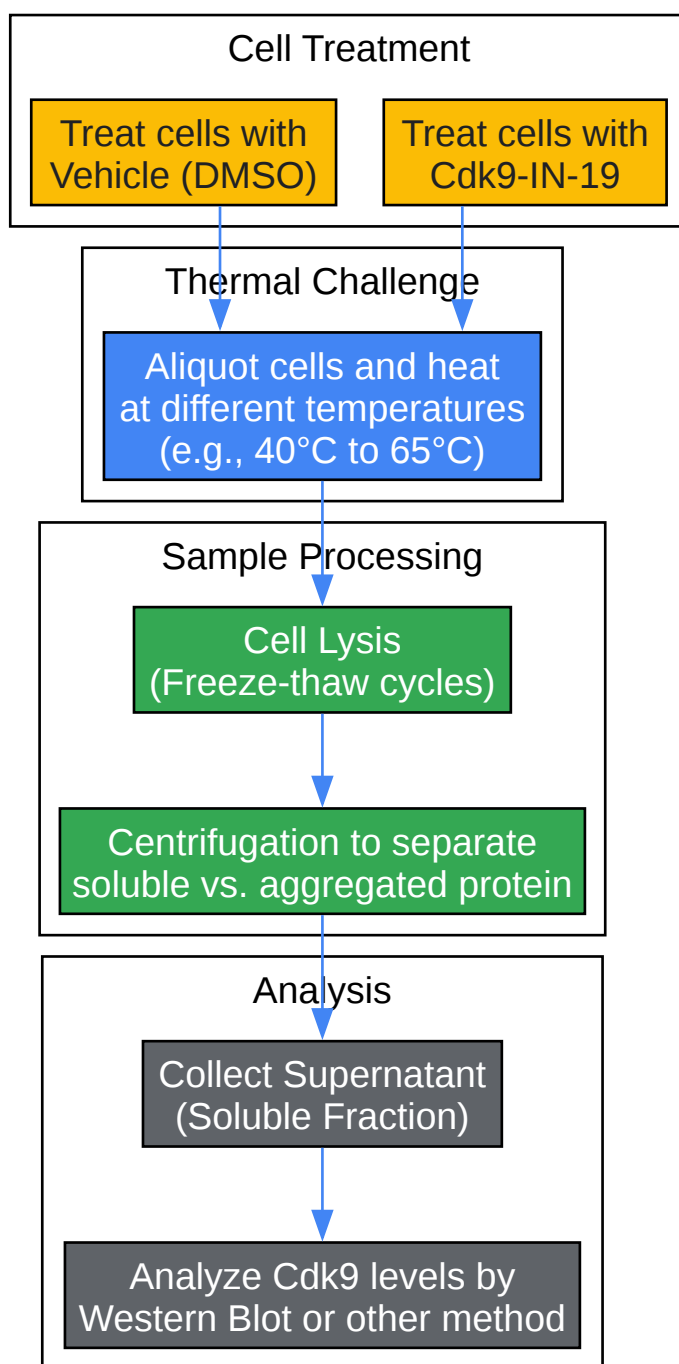 Cell Treatment
Treat cells with
Vehicle (DMSO)
Treat cells with
Cdk9-IN-19
Thermal Challenge
Aliquot cells and heat
at different temperatures
(e.g., 40°C to 65°C)
Sample Processing
Cell Lysis
(Freeze-thaw cycles)
Centrifugation to separate
soluble vs. aggregated protein
Analysis
Collect Supernatant
(Soluble Fraction)
Analyze Cdk9 levels by
Western Blot or other method